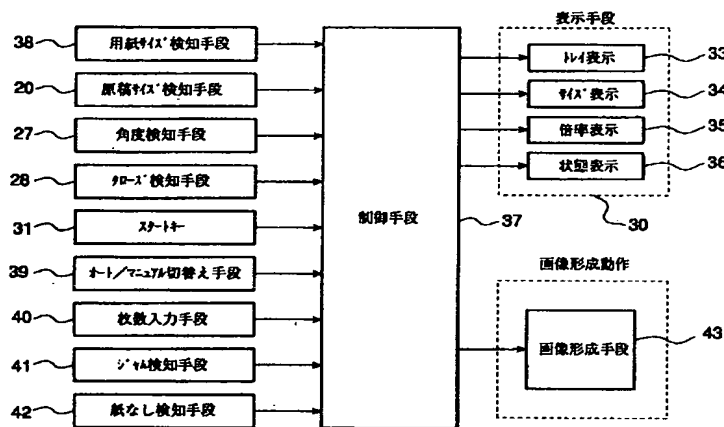 38 用紙サイズ検知手段
20 原稿サイズ検知手段
27 角度検知手段
28 クローズ検知手段
31 スタートキー
39 オート/マニュアル切替え手段
40 枚数入力手段
41 ジャム検知手段
42 紙なし検知手段
制御手段
37
表示手段
トレイ表示 33
サイズ表示 34
倍率表示 35
状態表示 36
30
画像形成動作
画像形成手段 43